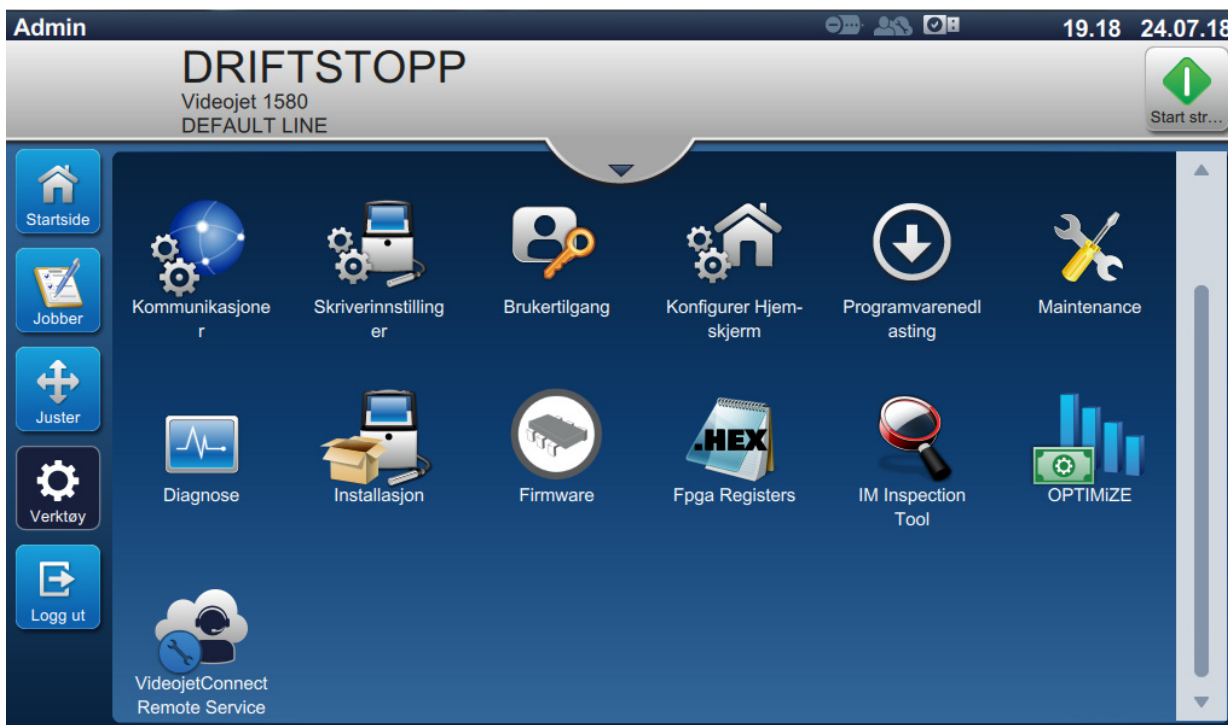 Admin
19.18 24.07.18
DRIFTSTOPP
Videojet 1580
DEFAULT LINE
Start str...
Startside
Jobber
Juster
Verktøy
Logg ut
Kommunikasjone
r
Skriverinnstilling
er
Brukertilgang
Konfigurer Hjem-
skjerm
Programvarenedl
asting
Maintenance
Diagnose
Installasjon
Firmware
.HEX
Fpga Registers
IM Inspection
Tool
OPTIMiZE
VideojetConnect
Remote Service